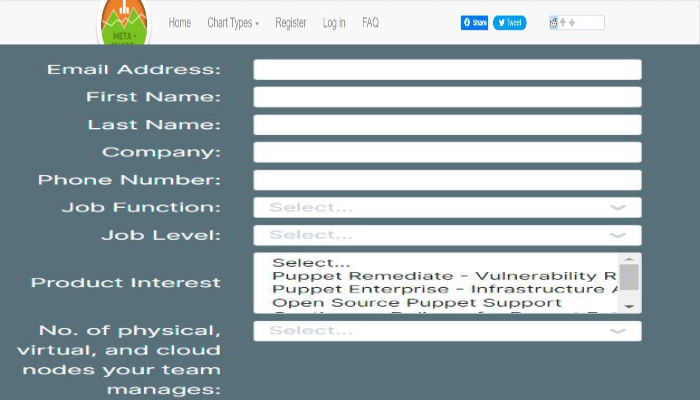 Home Chart Types Register Log in FAQ Share Tweet
META -
Email Address:
First Name:
Last Name:
Company:
Phone Number:
Job Function: Select...
Job Level: Select...
Select...
Puppet Remediate - Vulnerability R
Product Interest
Puppet Enterprise - Infrastructure
Open Source Puppet Support
No. of physical, Select...
virtual, and cloud
nodes your team
manages: